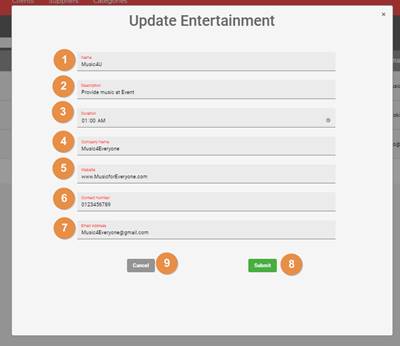 Clients Suppliers Categories
×
Update Entertainment
1
Name
Music4U
2
Description
Provide music at Event
3
Duration
01:00 AM
4
Company Name
Music4Everyone
5
Website
www.MusicforEveryone.com
6
Contact Number
0123456789
7
Email Address
Music4Everyone@gmail.com
Cancel 9 Submit 8